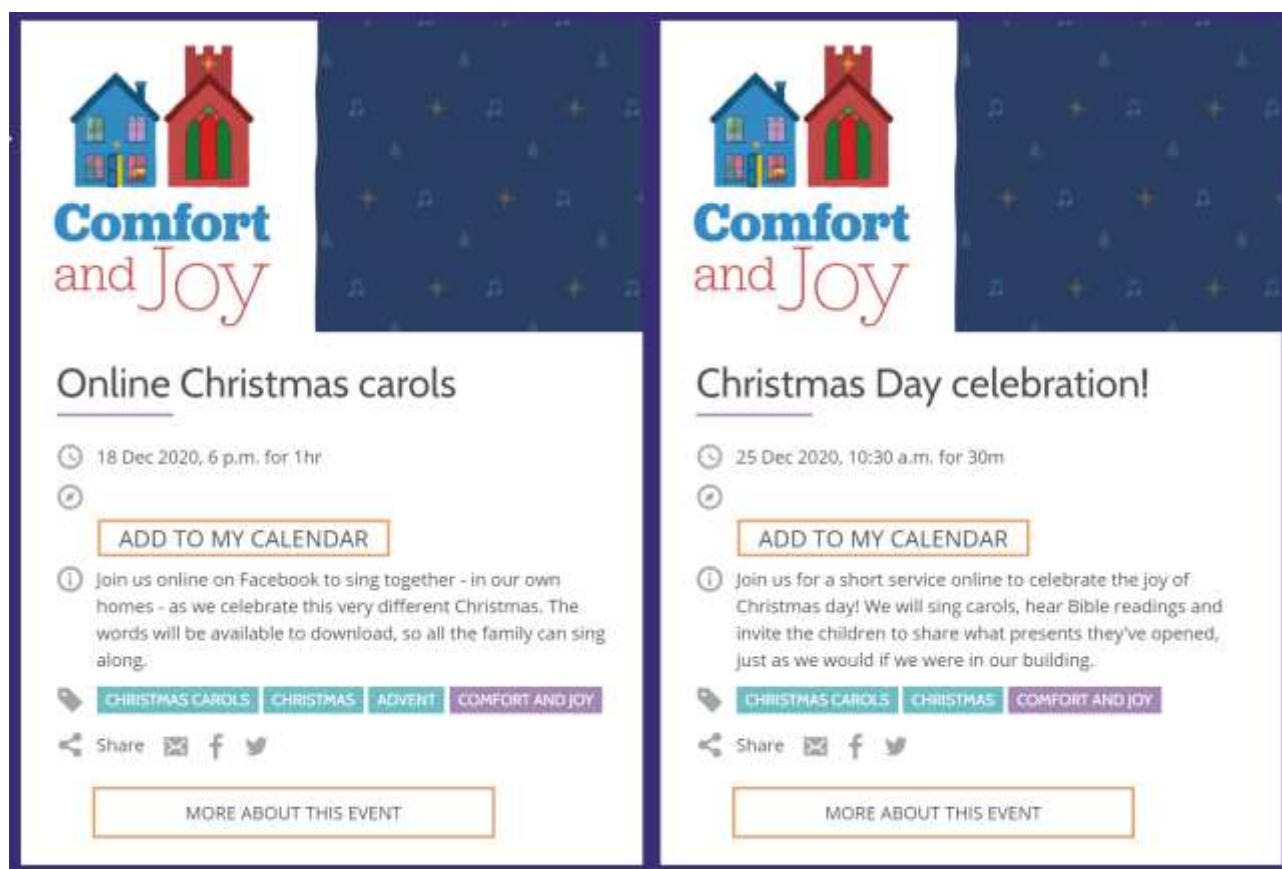 Comfort
and Joy
Online Christmas carols
18 Dec 2020, 6 p.m. for 1hr
ADD TO MY CALENDAR
Join us online on Facebook to sing together - in our own
homes - as we celebrate this very different Christmas. The
words will be available to download, so all the family can sing
along.
CHRISTMAS CAROLS CHRISTMAS ADVENT COMFORT AND JOY
Share
MORE ABOUT THIS EVENT
Comfort
and Joy
Christmas Day celebration!
25 Dec 2020, 10:30 a.m. for 30m
ADD TO MY CALENDAR
Join us for a short service online to celebrate the joy of
Christmas day! We will sing carols, hear Bible readings and
invite the children to share what presents they've opened,
just as we would if we were in our building.
CHRISTMAS CAROLS CHRISTMAS COMFORT AND JOY
Share
MORE ABOUT THIS EVENT